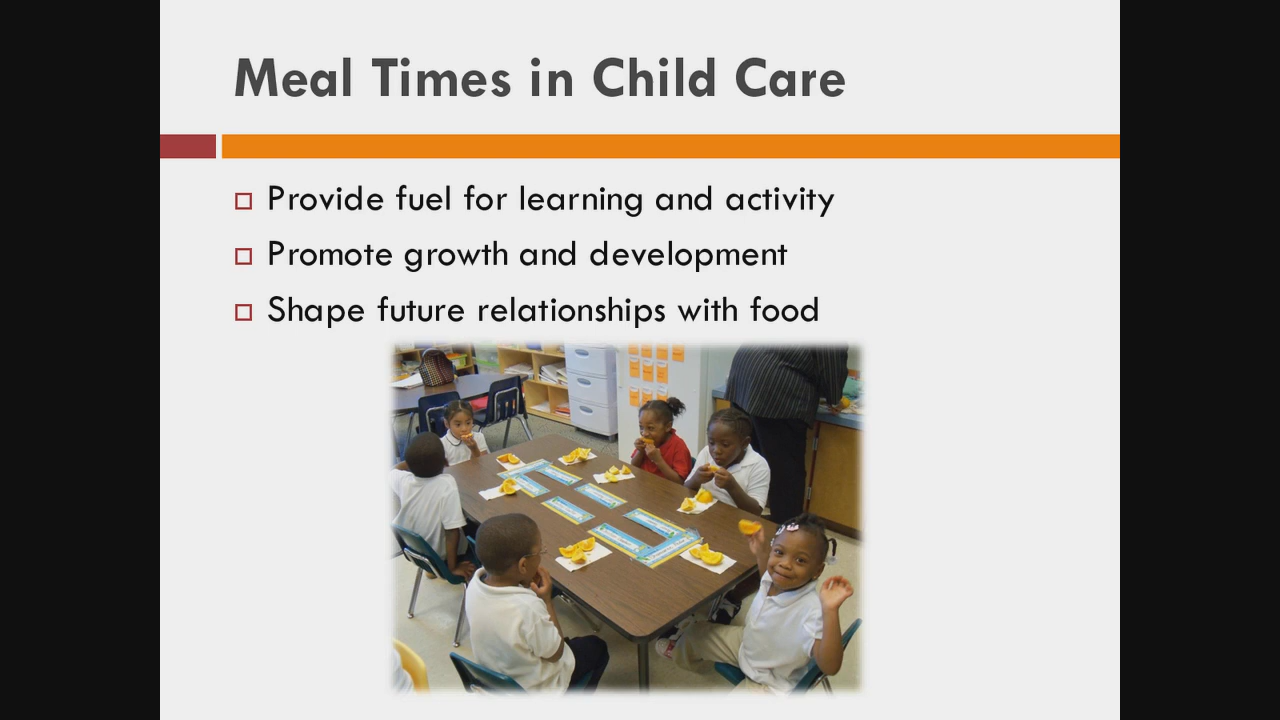 Meal Times in Child Care
Provide fuel for learning and activity
Promote growth and development
Shape future relationships with food